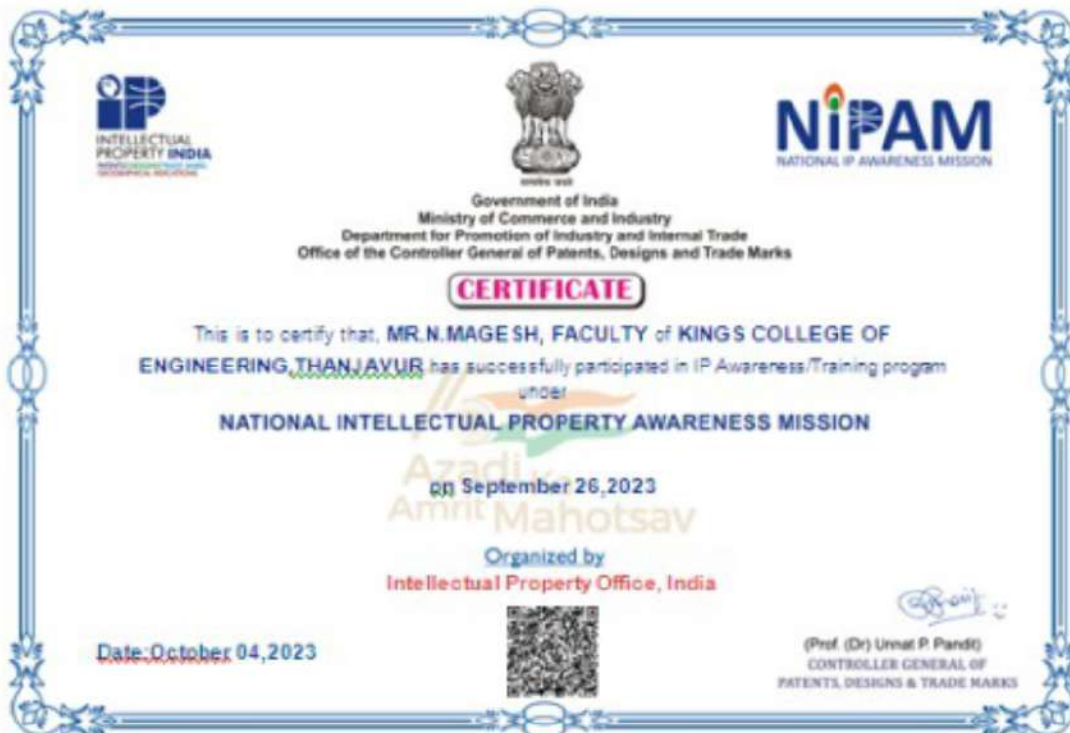 INTELLECTUAL
PROPERTY INDIA
GEOGRAPHICAL INDICATIONS
NiPAM
NATIONAL IP AWARENESS MISSION
Government of India
Ministry of Commerce and Industry
Department for Promotion of Industry and Internal Trade
Office of the Controller General of Patents, Designs and Trade Marks
CERTIFICATE
This is to certify that, MR.N.MAGESH, FACULTY of KINGS COLLEGE OF
ENGINEERING,THANJAVUR has successfully participated in IP Awareness/Training program
under
NATIONAL INTELLECTUAL PROPERTY AWARENESS MISSION
Azadi Ka
on September 26,2023
Amrit Mahotsav
Organized by
Intellectual Property Office, India
Date:October 04,2023
(Prof. (Dr) Unnat P. Pandit)
CONTROLLER GENERAL OF
PATENTS, DESIGNS & TRADE MARKS